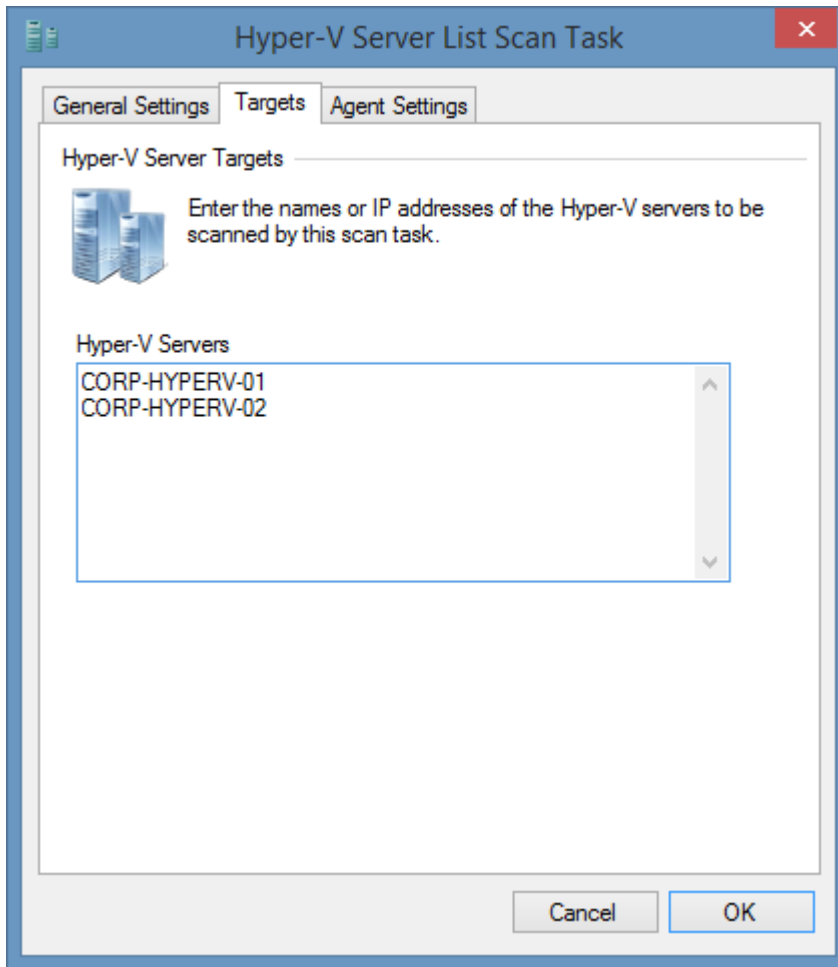 Hyper-V Server List Scan Task
General Settings Targets Agent Settings
Hyper-V Server Targets
Enter the names or IP addresses of the Hyper-V servers to be
scanned by this scan task.
Hyper-V Servers
CORP-HYPERV-01
CORP-HYPERV-02
Cancel OK